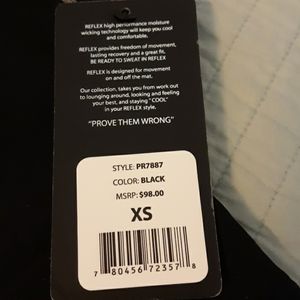 REFLEX high performance moisture
wicking technology will keep you cool
and comfortable.
REFLEX provides freedom of movement,
lasting recovery and a great fit,
BE READY TO SWEAT IN REFLEX
REFLEX is designed for movement
on and off the mat.
Our collection, takes you from work out
to lounging around, looking and feeling
your best, and staying "COOL"
in your REFLEX style.
"PROVE THEM WRONG"
STYLE: PR7887
COLOR: BLACK
MSRP: $98.00
XS
7 80456 72357 8